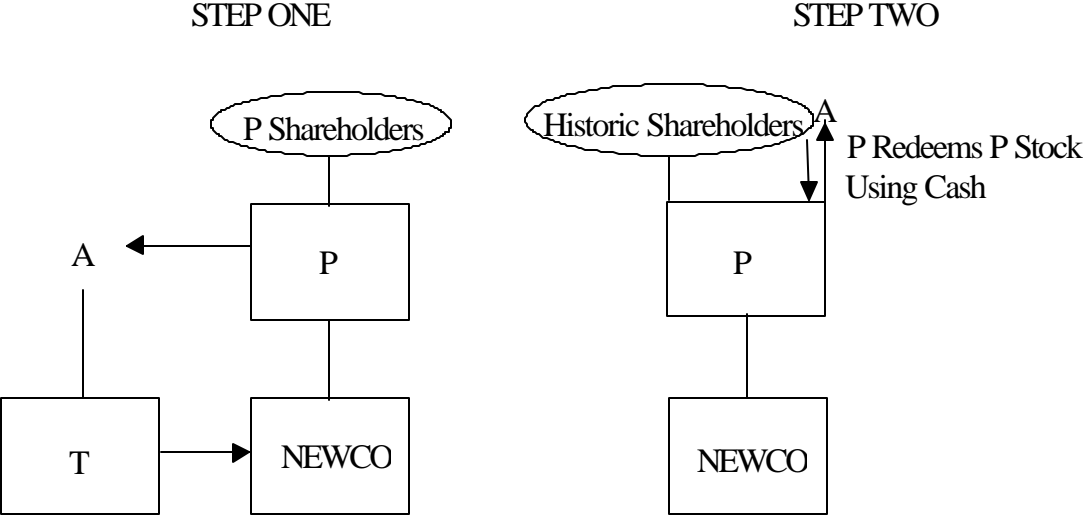 STEP ONE
STEP TWO
P Shareholders
Historic Shareholders
A
P Redeems P Stock
Using Cash
A
P
P
T
NEWCO
NEWCO